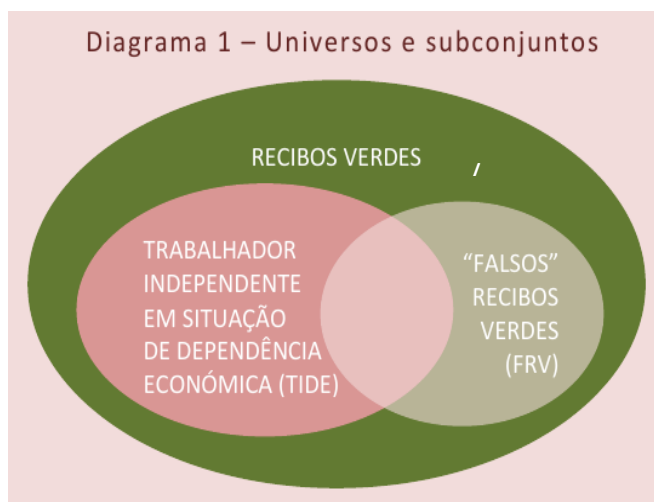 Diagrama 1 – Universos e subconjuntos
RECIBOS VERDES /
TRABALHADOR
INDEPENDENTE
EM SITUAÇÃO
DE DEPENDÊNCIA
ECONÓMICA (TIDE)
“FALSOS”
RECIBOS
VERDES
(FRV)